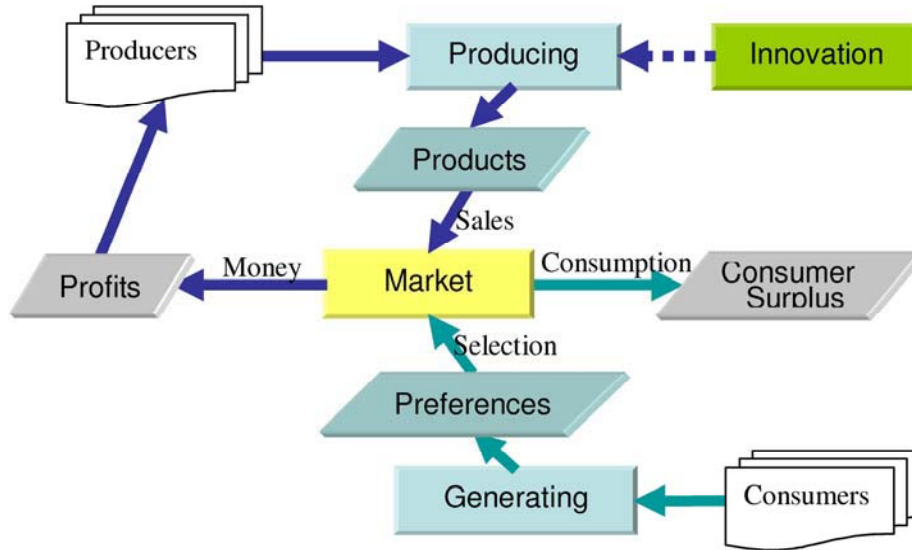 Producers
Producing
Innovation
Products
Sales
Profits
Money
Market
Consumption
Consumer
Surplus
Selection
Preferences
Generating
Consumers